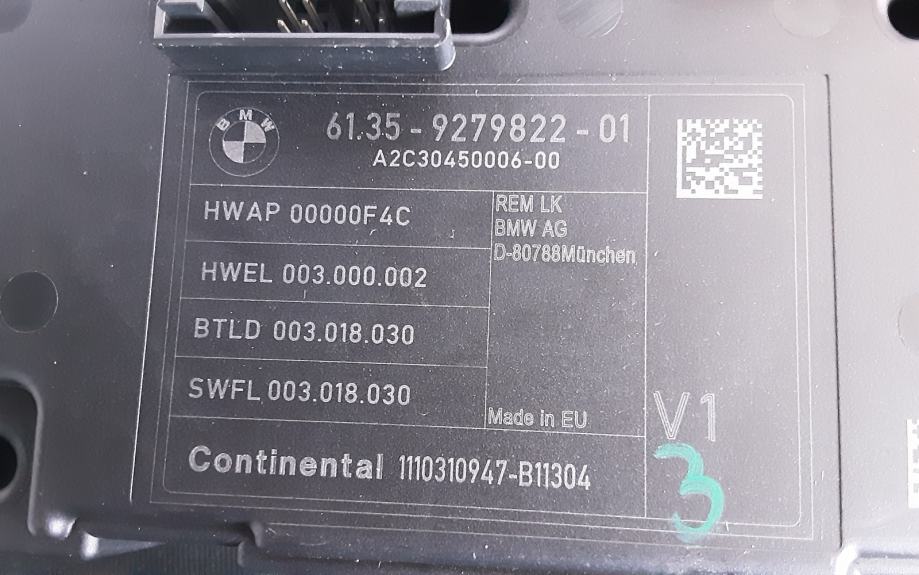 BMW
61.35 - 9279822 - 01
A2C30450006-00
HWAP 00000F4C
HWEL 003.000.002
BTLD 003.018.030
SWFL 003.018.030
REM LK
BMW AG
D-80788München
Made in EU
Continental 1110310947-B11304
V1
3